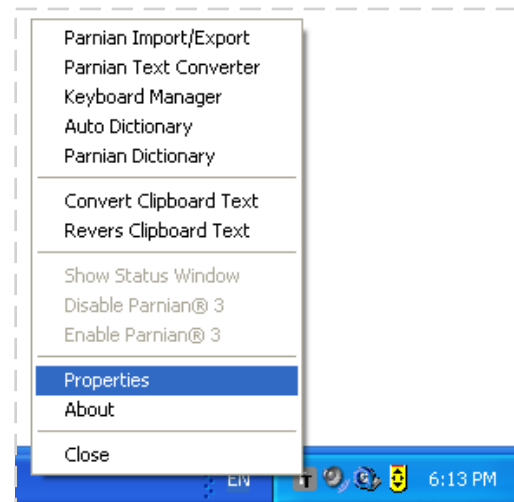 Parnian Import/Export
Parnian Text Converter
Keyboard Manager
Auto Dictionary
Parnian Dictionary
Convert Clipboard Text
Revers Clipboard Text
Show Status Window
Disable Parnian® 3
Enable Parnian® 3
Properties
About
Close
EN T 6:13 PM